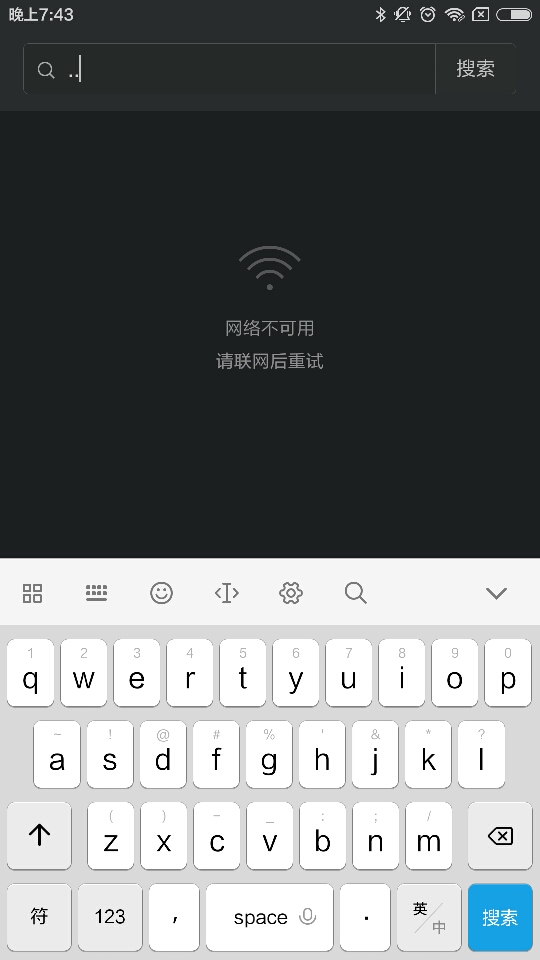 晚上7:43
.. 搜索
网络不可用
请联网后重试
1 2 3 4 5 6 7 8 9 0
q w e r t y u i o p
~ ! @ # % ' & * ?
a s d f g h j k l
( ) - _ : ; /
z x c v b n m
符 123 , space . 英/中 搜索